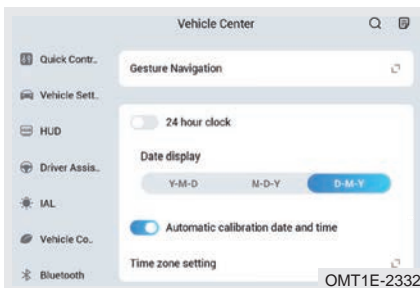 Vehicle Center
Quick Contr..
Gesture Navigation
Vehicle Sett..
HUD
24 hour clock
Date display
Driver Assis..
Y-M-D M-D-Y D-M-Y
IAL
Automatic calibration date and time
Vehicle Co..
Time zone setting
Bluetooth
OMT1E-2332